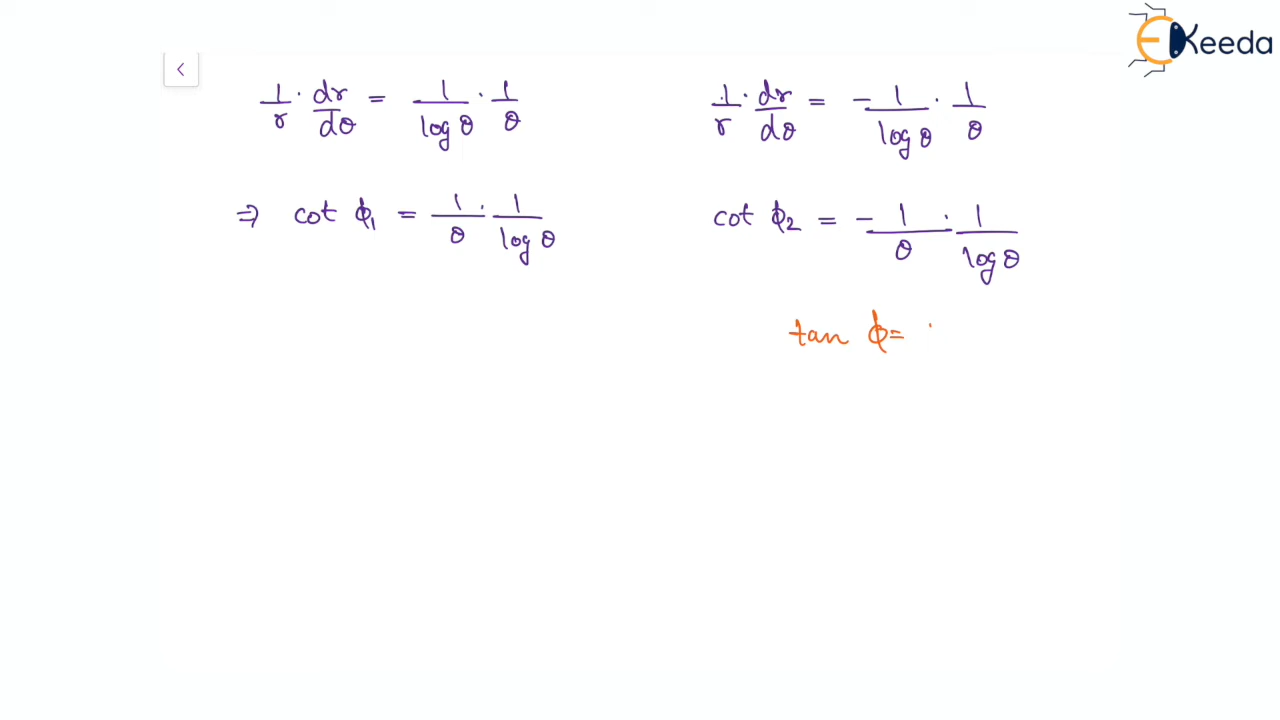 EKeeda
<
1/r · dr/dθ = 1/log θ · 1/θ
1/r · dr/dθ = - 1/log θ · 1/θ
⇒ cot ϕ₁ = 1/θ · 1/log θ
cot ϕ₂ = - 1/θ · 1/log θ
tan ϕ =